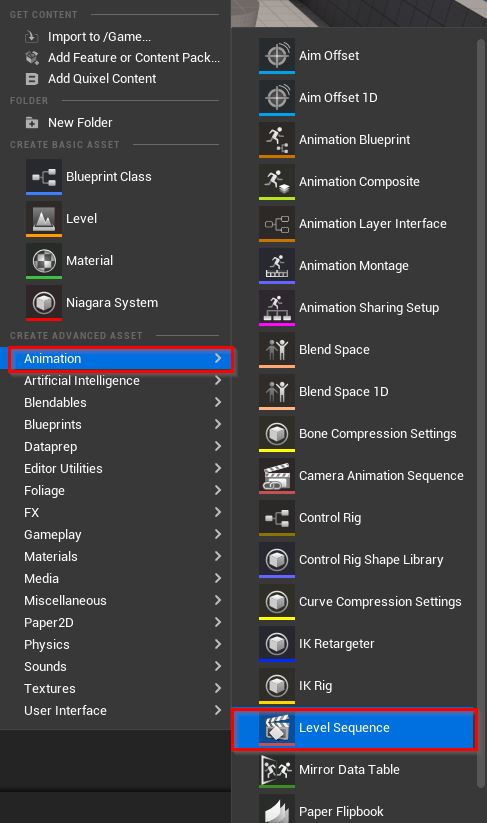 GET CONTENT
Import to /Game...
Add Feature or Content Pack...
Add Quixel Content
FOLDER
New Folder
CREATE BASIC ASSET
Blueprint Class
Level
Material
Niagara System
CREATE ADVANCED ASSET
Animation
Artificial Intelligence
Blendables
Blueprints
Dataprep
Editor Utilities
Foliage
FX
Gameplay
Materials
Media
Miscellaneous
Paper2D
Physics
Sounds
Textures
User Interface
Aim Offset
Aim Offset 1D
Animation Blueprint
Animation Composite
Animation Layer Interface
Animation Montage
Animation Sharing Setup
Blend Space
Blend Space 1D
Bone Compression Settings
Camera Animation Sequence
Control Rig
Control Rig Shape Library
Curve Compression Settings
IK Retargeter
IK Rig
Level Sequence
Mirror Data Table
Paper Flipbook